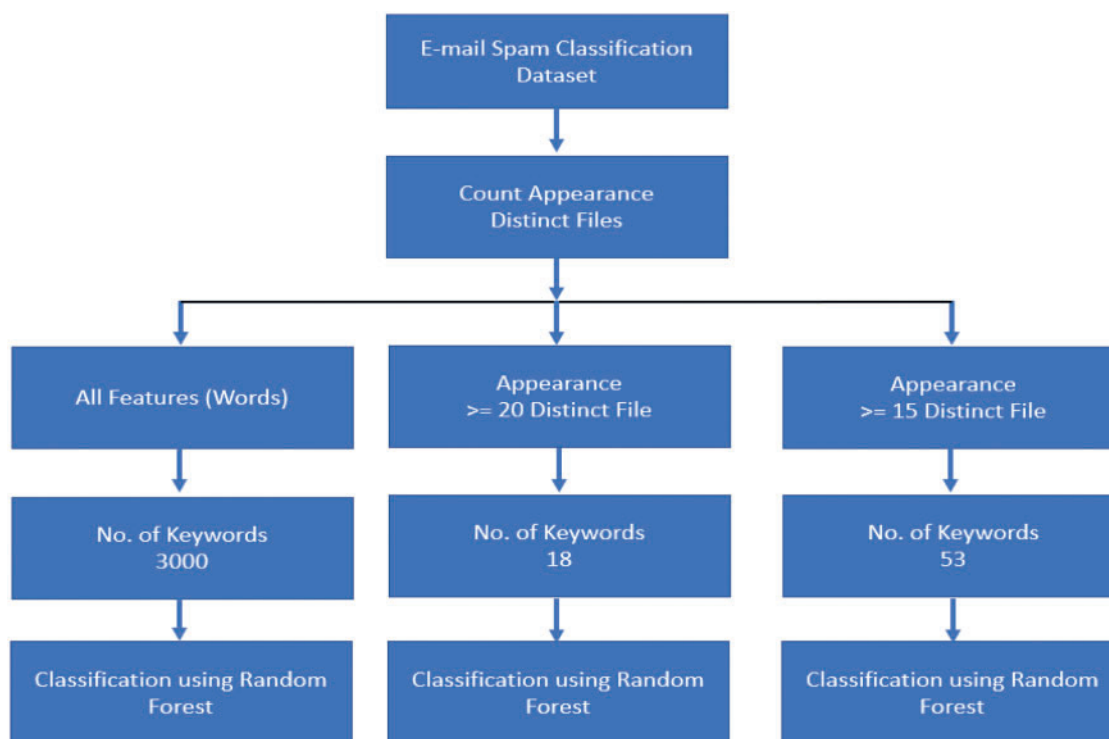 E-mail Spam Classification
Dataset
Count Appearance
Distinct Files
All Features (Words)
Appearance
>= 20 Distinct File
Appearance
>= 15 Distinct File
No. of Keywords
3000
No. of Keywords
18
No. of Keywords
53
Classification using Random
Forest
Classification using Random
Forest
Classification using Random
Forest